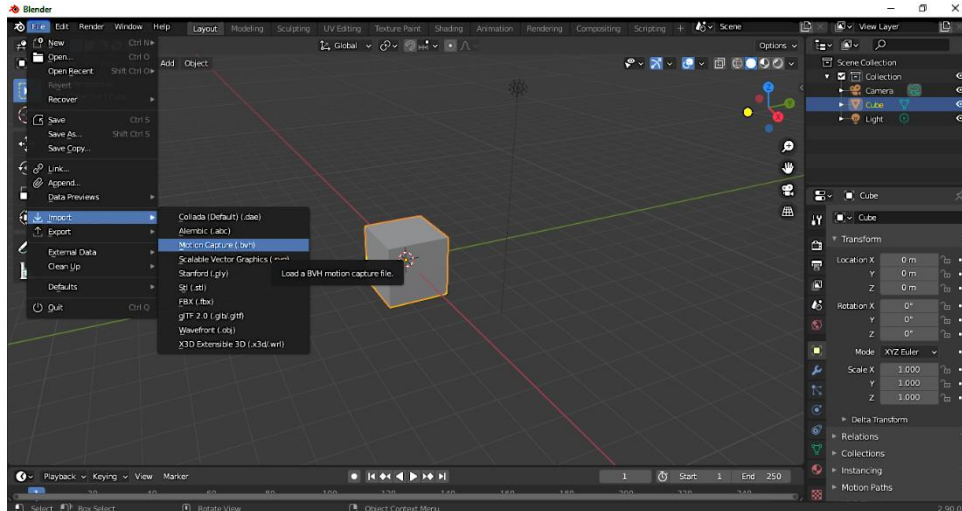 Blender
File Edit Render Window Help Layout Modeling Sculpting UV Editing Texture Paint Shading Animation Rendering Compositing Scripting + Scene View Layer
New Ctrl N
Open... Ctrl O
Open Recent Shift Ctrl O
Revert
Recover
Save Ctrl S
Save As... Shift Ctrl S
Save Copy...
Link...
Append...
Data Previews
Import
Export
External Data
Clean Up
Defaults
Quit Ctrl Q
Collada (Default) (.dae)
Alembic (.abc)
Motion Capture (.bvh)
Scalable Vector Graphics
Stanford (.ply)
Stl (.stl)
FBX (.fbx)
glTF 2.0 (.glb/.gltf)
Wavefront (.obj)
X3D Extensible 3D (.x3d/.wrl)
Load a BVH motion capture file.
Add Object
Global
Options
Scene Collection
Collection
Camera
Cube
Light
Cube
Cube
Transform
Location X 0 m
Y 0 m
Z 0 m
Rotation X 0°
Y 0°
Z 0°
Mode XYZ Euler
Scale X 1.000
Y 1.000
Z 1.000
Delta Transform
Relations
Collections
Instancing
Motion Paths
Playback Keying View Marker 1 Start 1 End 250
Select Box Select Rotate View Object Context Menu 2.90.0